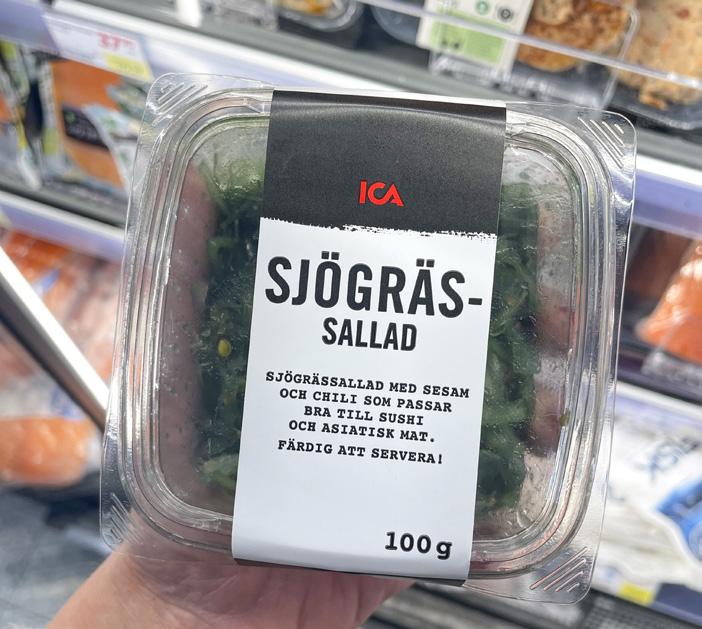 37
ICA
SJÖGRÄS-
SALLAD
SJÖGRÄSSALLAD MED SESAM
OCH CHILI SOM PASSAR
BRA TILL SUSHI
OCH ASIATISK MAT.
FÄRDIG ATT SERVERA!
100g